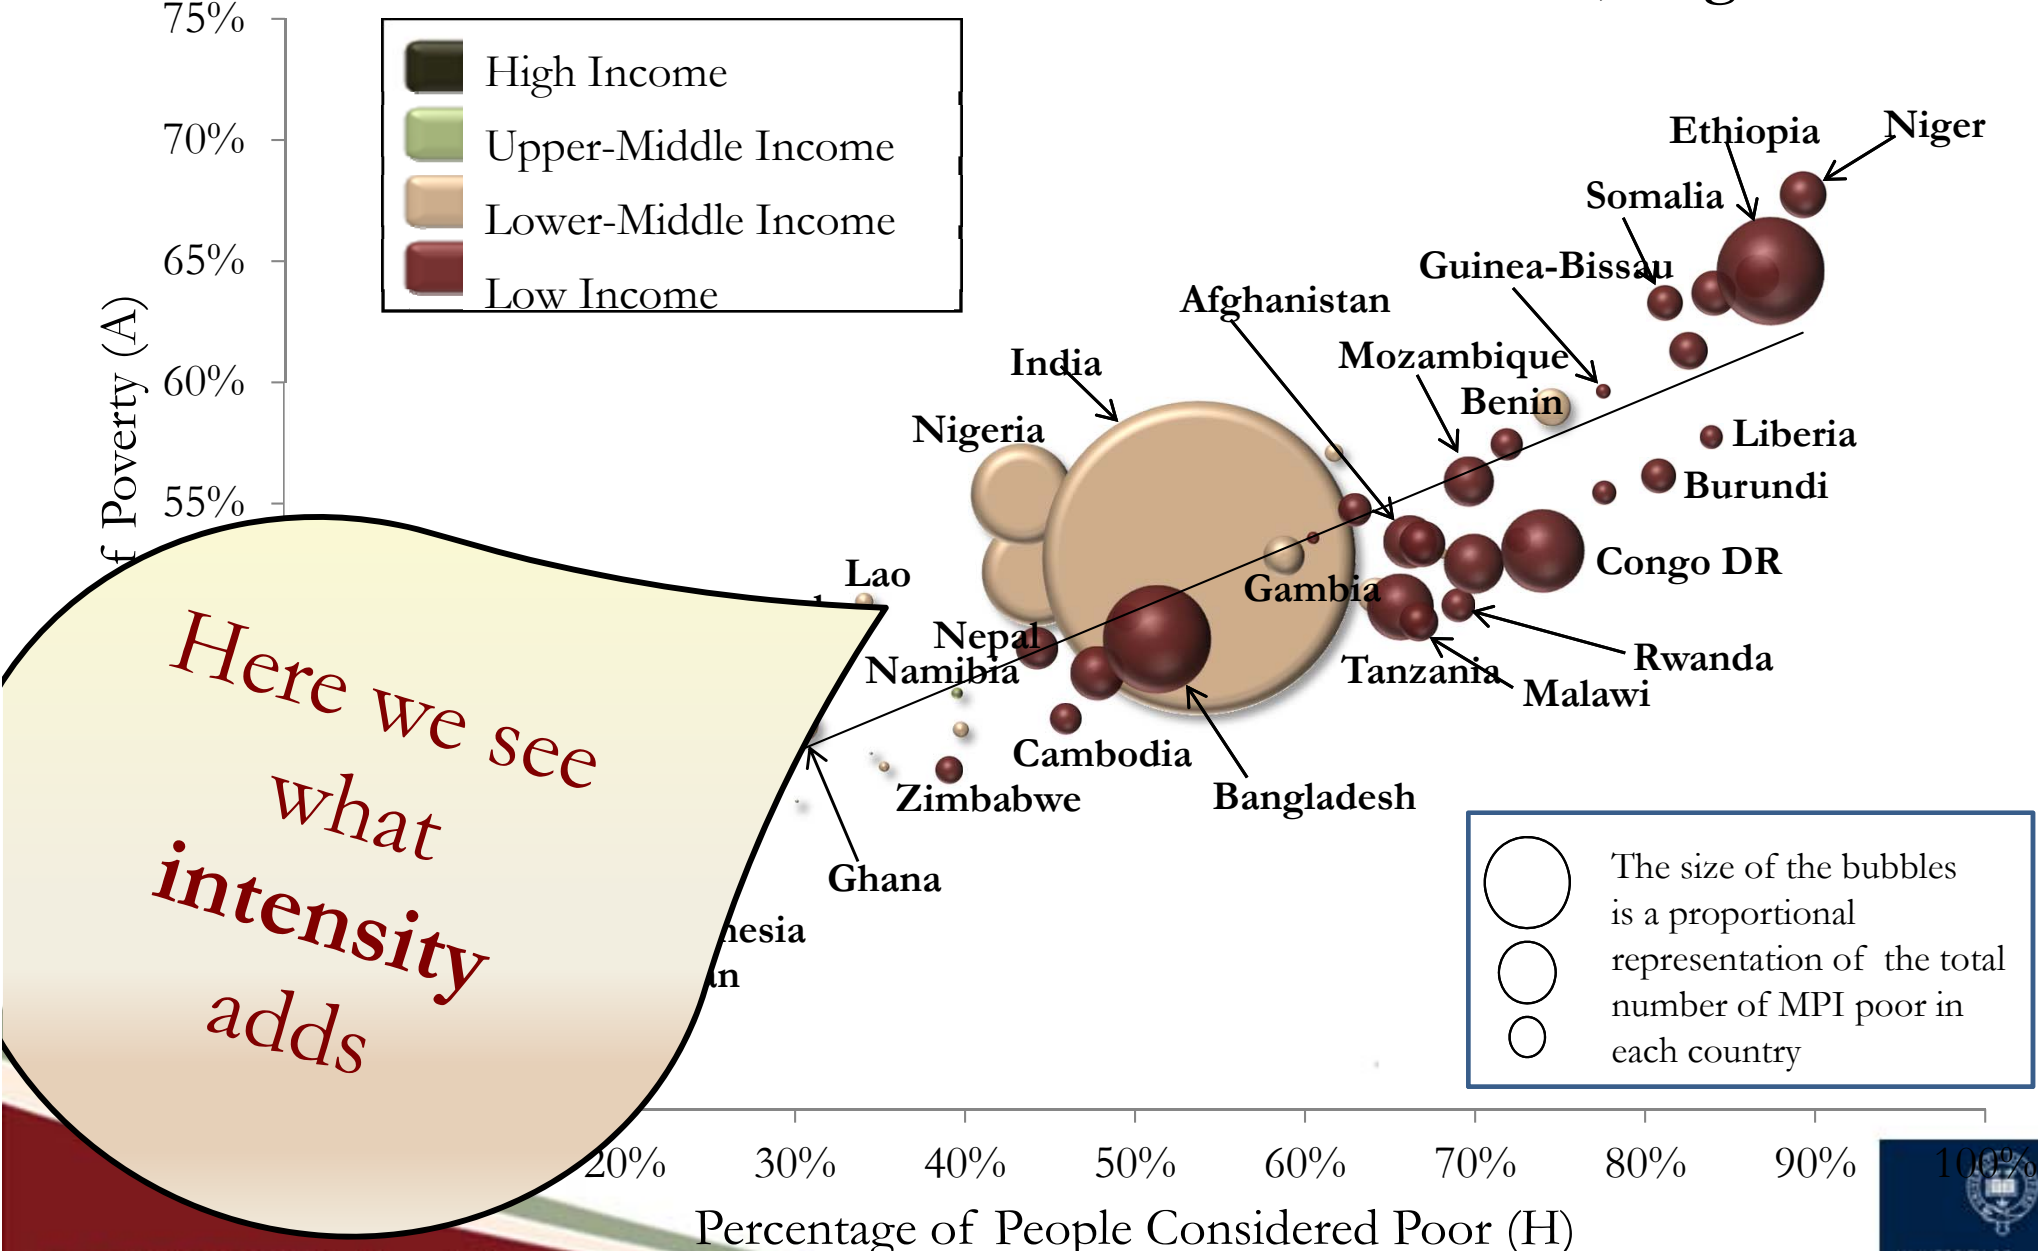 75%
70%
65%
60%
55%
f Poverty (A)
High Income
Upper-Middle Income
Lower-Middle Income
Low Income
Ethiopia
Niger
Somalia
Guinea-Bissau
Afghanistan
Mozambique
India
Benin
Nigeria
Liberia
Burundi
Lao
Congo DR
Gambia
Nepal
Namibia
Tanzania
Rwanda
Malawi
Cambodia
Zimbabwe
Bangladesh
Ghana
nesia
an
Here we see
what
intensity
adds
The size of the bubbles
is a proportional
representation of the total
number of MPI poor in
each country
20% 30% 40% 50% 60% 70% 80% 90% 100%
Percentage of People Considered Poor (H)